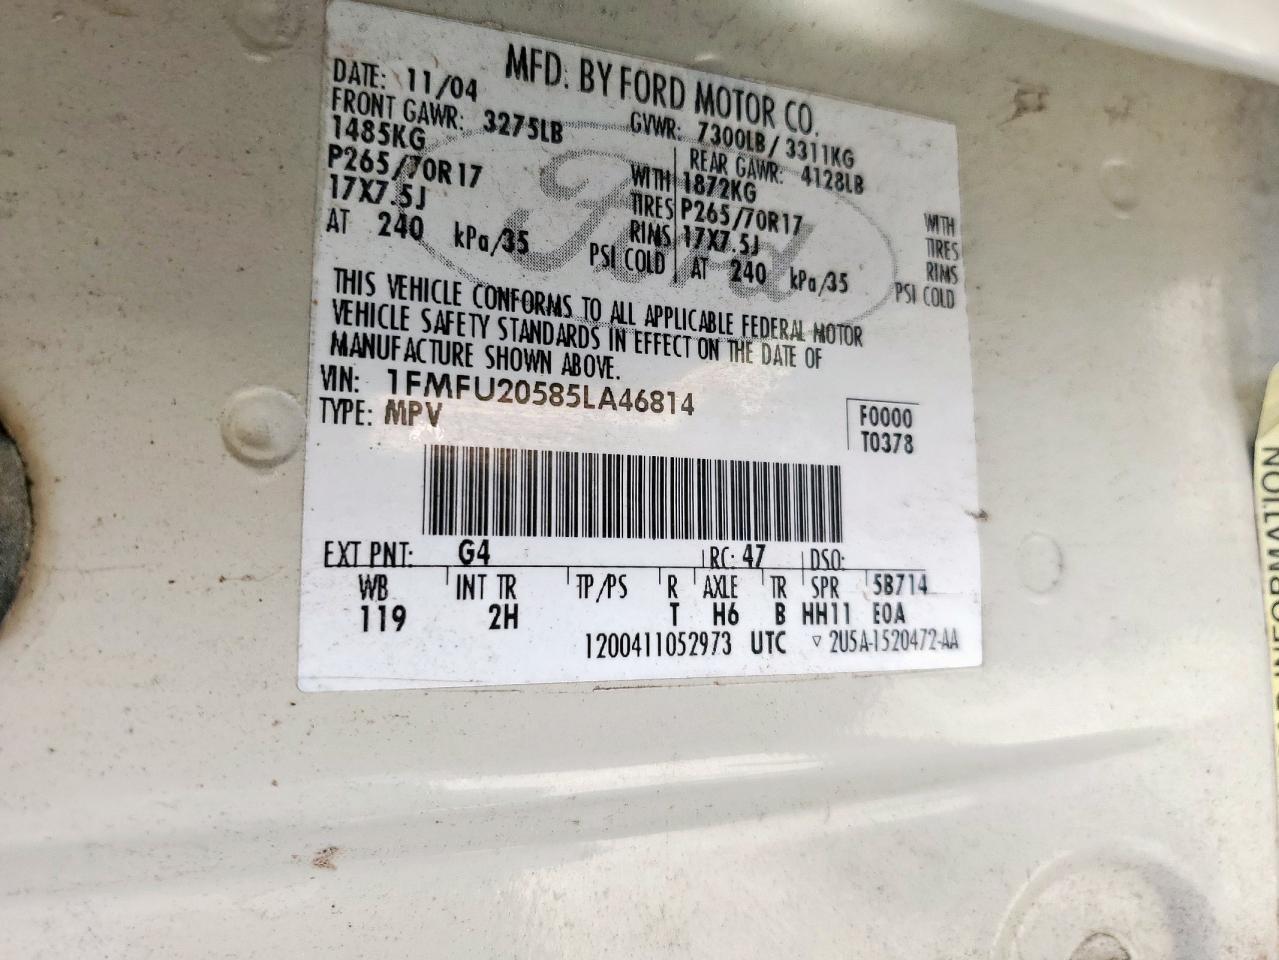 MFD. BY FORD MOTOR CO.
DATE: 11/04 GVWR: 7300LB / 3311KG
FRONT GAWR: 3275LB REAR GAWR: 4128LB
1485KG WITH 1872KG WITH
P265/70R17 TIRES P265/70R17 TIRES
17X7.5J RIMS 17X7.5J RIMS
AT 240 kPa/35 PSI COLD AT 240 kPa/35 PSI COLD
Ford
THIS VEHICLE CONFORMS TO ALL APPLICABLE FEDERAL MOTOR
VEHICLE SAFETY STANDARDS IN EFFECT ON THE DATE OF
MANUFACTURE SHOWN ABOVE.
VIN: 1FMFU20585LA46814
TYPE: MPV
F0000
T0378
EXT PNT: G4 RC: 47 DSO:
WB INT TR TP/PS R AXLE TR SPR 5B714
119 2H T H6 B HH11 E0A
1200411052973 UTC ▿ 2U5A-1520472-AA
INFORMATION